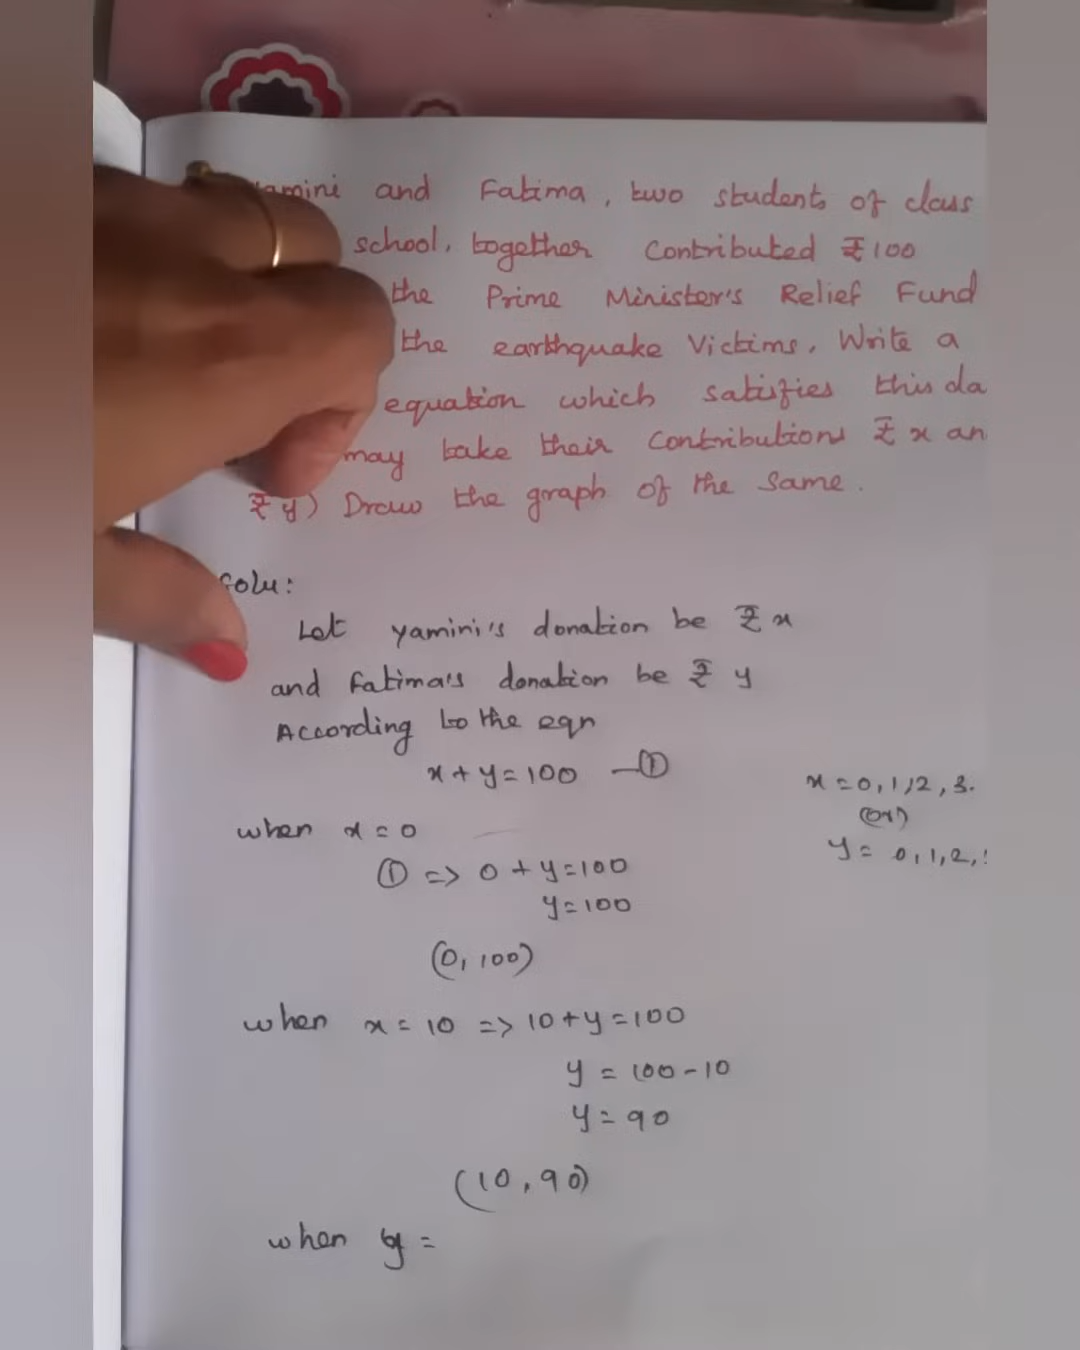 and Fatima, two students of class
school, together contributed ₹100
the Prime Minister's Relief Fund
the earthquake Victims. Write a
equation which satisfies this da
may take their contributions ₹ x an
₹ y) Draw the graph of the same.
Solu:
Let yamini's donation be ₹ x
and fatima's donation be ₹ y
According to the eqn
x + y = 100 —①
x = 0, 1, 2, 3.
(or)
y = 0, 1, 2,
when x = 0
① => 0 + y = 100
y = 100
(0, 100)
when x = 10 => 10 + y = 100
y = 100 - 10
y = 90
(10, 90)
when y =